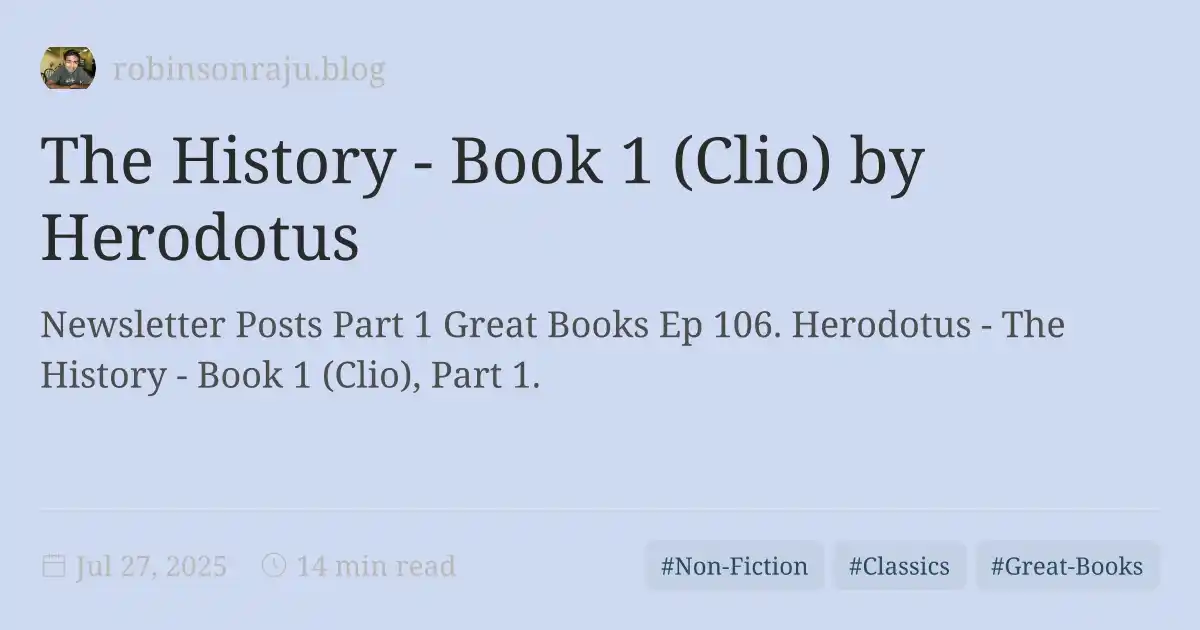 robinsonraju.blog
The History - Book 1 (Clio) by
Herodotus
Newsletter Posts Part 1 Great Books Ep 106. Herodotus - The
History - Book 1 (Clio), Part 1.
Jul 27, 2025 14 min read #Non-Fiction #Classics #Great-Books